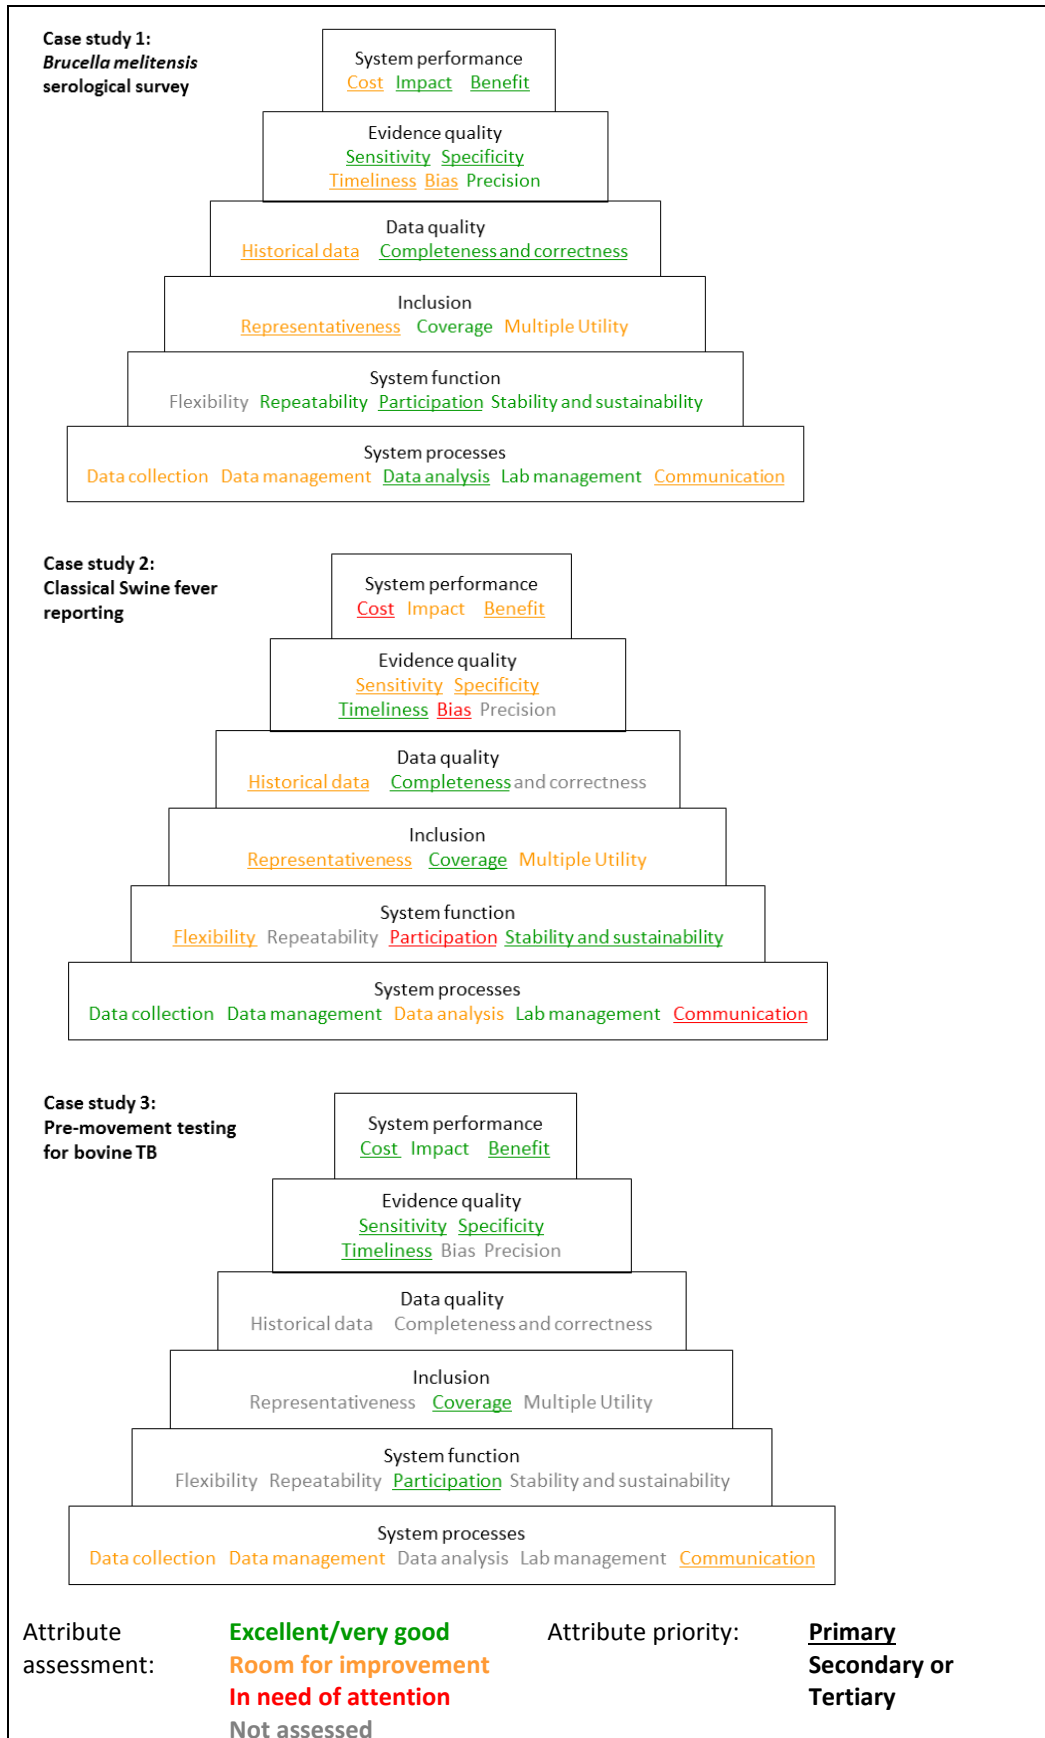 Case study 1:
Brucella melitensis
serological survey
System performance
Cost Impact Benefit
Evidence quality
Sensitivity Specificity
Timeliness Bias Precision
Data quality
Historical data Completeness and correctness
Inclusion
Representativeness Coverage Multiple Utility
System function
Flexibility Repeatability Participation Stability and sustainability
System processes
Data collection Data management Data analysis Lab management Communication
Case study 2:
Classical Swine fever
reporting
System performance
Cost Impact Benefit
Evidence quality
Sensitivity Specificity
Timeliness Bias Precision
Data quality
Historical data Completeness and correctness
Inclusion
Representativeness Coverage Multiple Utility
System function
Flexibility Repeatability Participation Stability and sustainability
System processes
Data collection Data management Data analysis Lab management Communication
Case study 3:
Pre-movement testing
for bovine TB
System performance
Cost Impact Benefit
Evidence quality
Sensitivity Specificity
Timeliness Bias Precision
Data quality
Historical data Completeness and correctness
Inclusion
Representativeness Coverage Multiple Utility
System function
Flexibility Repeatability Participation Stability and sustainability
System processes
Data collection Data management Data analysis Lab management Communication
Attribute assessment:
Excellent/very good
Room for improvement
In need of attention
Not assessed
Attribute priority:
Primary
Secondary or
Tertiary